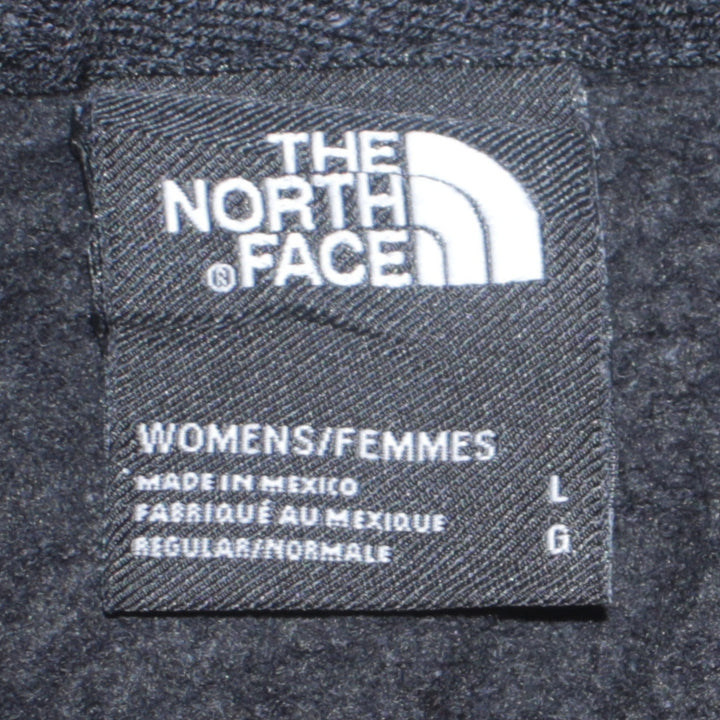 THE
NORTH
®FACE
WOMENS/FEMMES
MADE IN MEXICO L
FABRIQUÉ AU MEXIQUE G
REGULAR/NORMALE